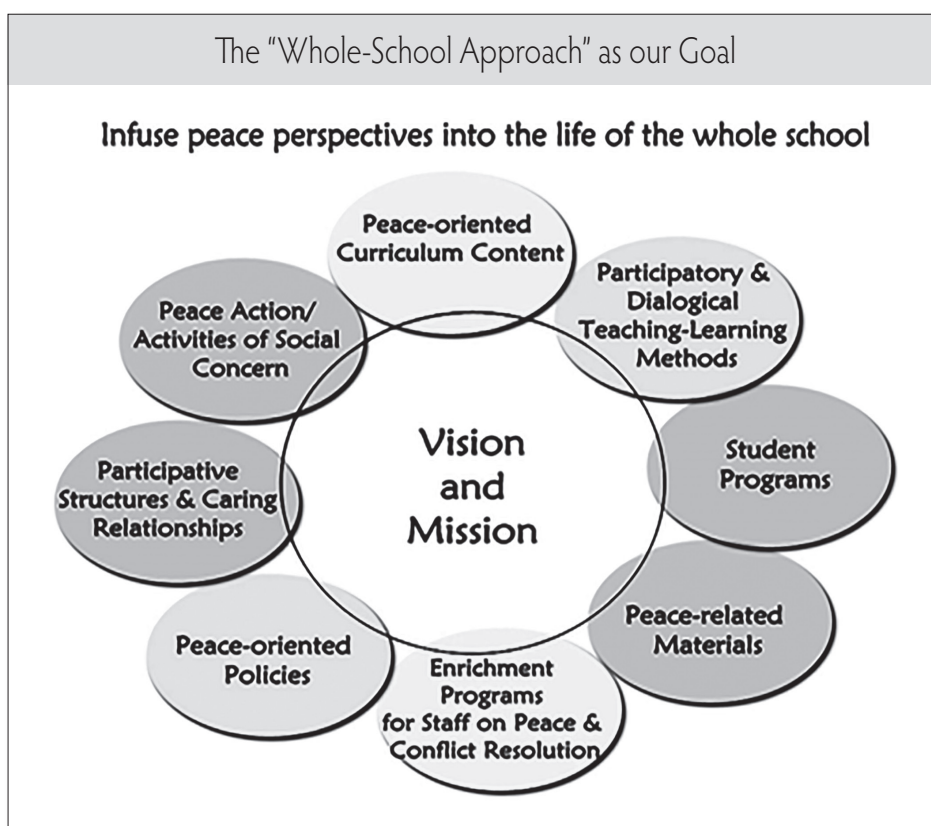 The “Whole-School Approach” as our Goal
Infuse peace perspectives into the life of the whole school
Peace-oriented
Curriculum Content
Participatory &
Dialogical
Teaching-Learning
Methods
Student
Programs
Peace-related
Materials
Enrichment
Programs
for Staff on Peace &
Conflict Resolution
Peace-oriented
Policies
Participative
Structures & Caring
Relationships
Peace Action/
Activities of Social
Concern
Vision
and
Mission